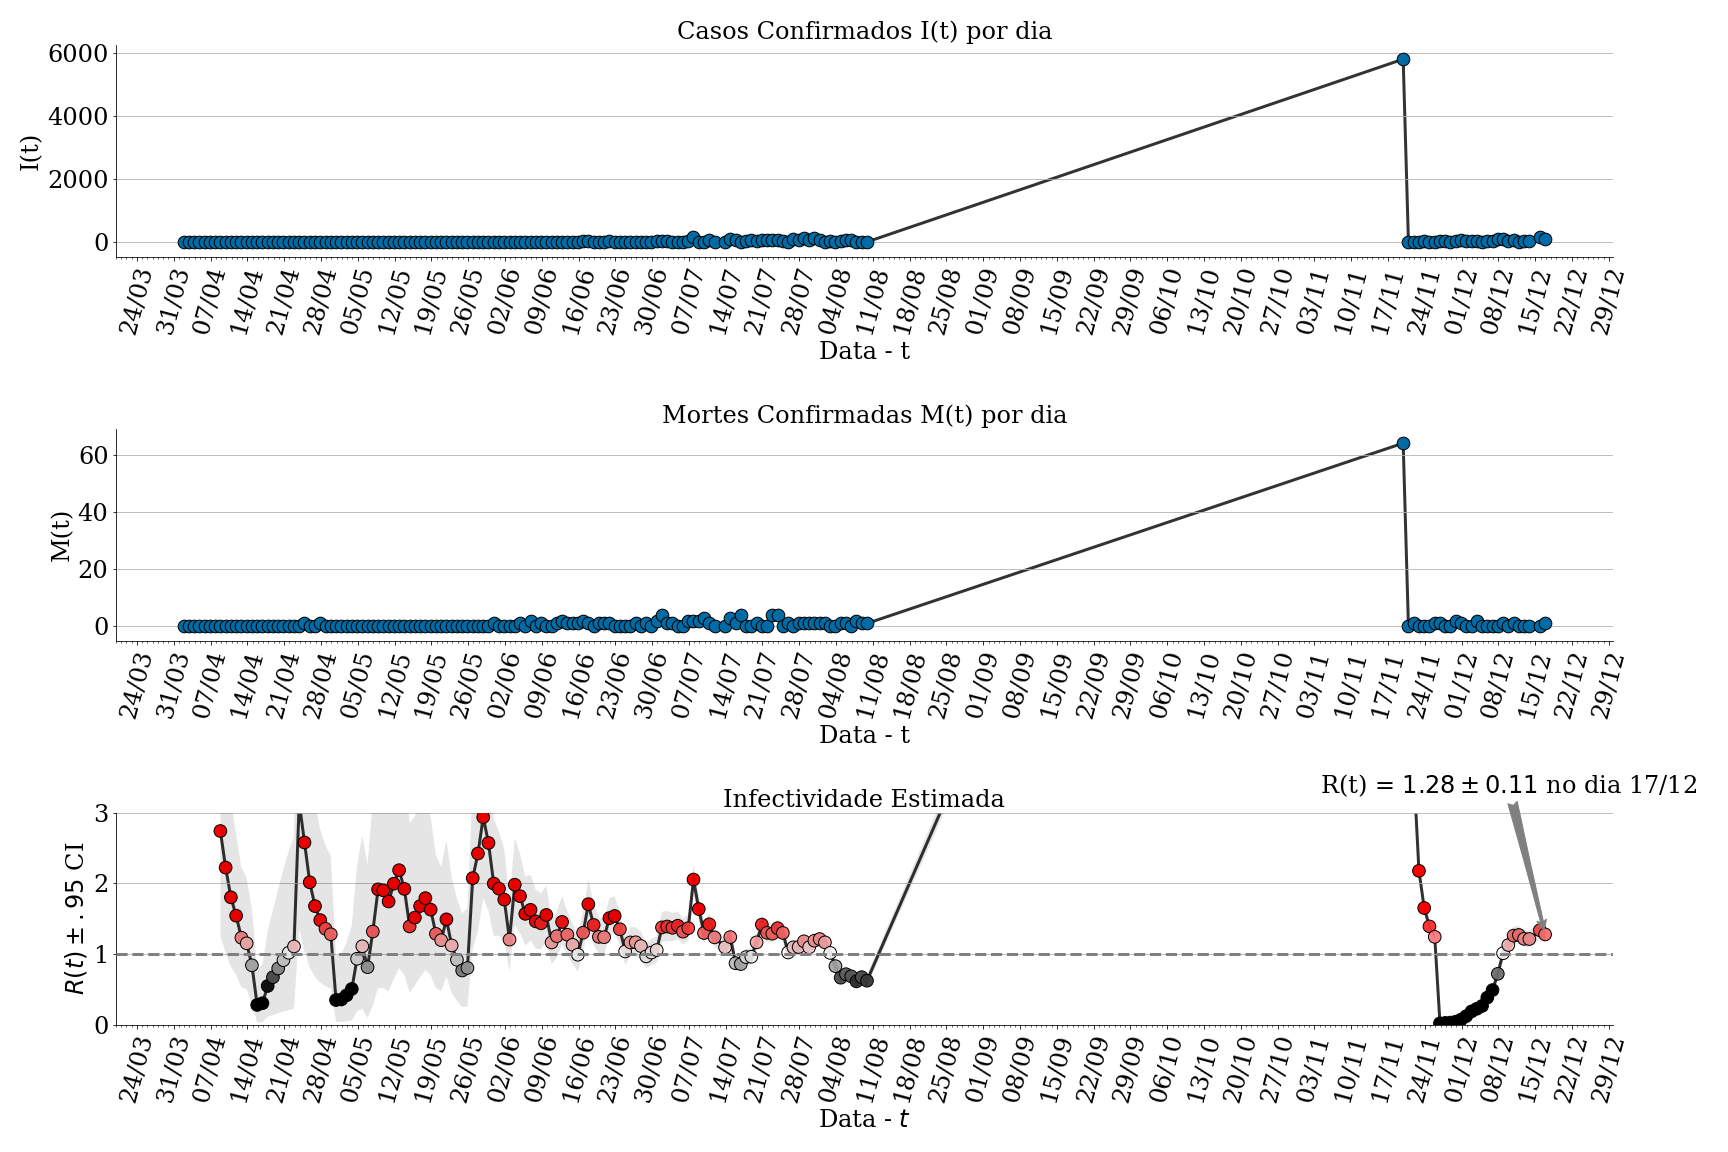 Casos Confirmados I(t) por dia
6000
4000
2000
0
I(t)
24/03 31/03 07/04 14/04 21/04 28/04 05/05 12/05 19/05 26/05 02/06 09/06 16/06 23/06 30/06 07/07 14/07 21/07 28/07 04/08 11/08 18/08 25/08 01/09 08/09 15/09 22/09 29/09 06/10 13/10 20/10 27/10 03/11 10/11 17/11 24/11 01/12 08/12 15/12 22/12 29/12
Data - t
Mortes Confirmadas M(t) por dia
60
40
20
0
M(t)
24/03 31/03 07/04 14/04 21/04 28/04 05/05 12/05 19/05 26/05 02/06 09/06 16/06 23/06 30/06 07/07 14/07 21/07 28/07 04/08 11/08 18/08 25/08 01/09 08/09 15/09 22/09 29/09 06/10 13/10 20/10 27/10 03/11 10/11 17/11 24/11 01/12 08/12 15/12 22/12 29/12
Data - t
R(t) = 1.28 ± 0.11 no dia 17/12
Infectividade Estimada
3
2
1
0
R(t) ± .95 CI
24/03 31/03 07/04 14/04 21/04 28/04 05/05 12/05 19/05 26/05 02/06 09/06 16/06 23/06 30/06 07/07 14/07 21/07 28/07 04/08 11/08 18/08 25/08 01/09 08/09 15/09 22/09 29/09 06/10 13/10 20/10 27/10 03/11 10/11 17/11 24/11 01/12 08/12 15/12 22/12 29/12
Data - t